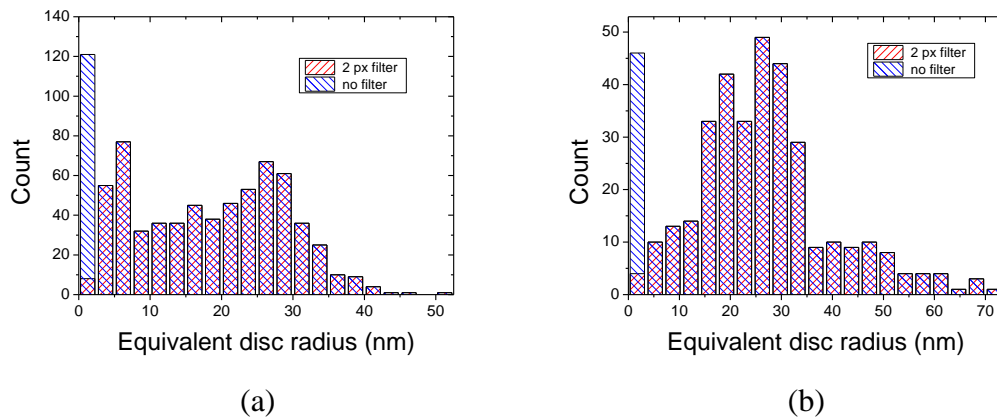 140
120
100
80
60
40
20
0
Count
2 px filter
no filter
0 10 20 30 40 50
Equivalent disc radius (nm)
(a)
50
40
30
20
10
0
Count
2 px filter
no filter
0 10 20 30 40 50 60 70
Equivalent disc radius (nm)
(b)